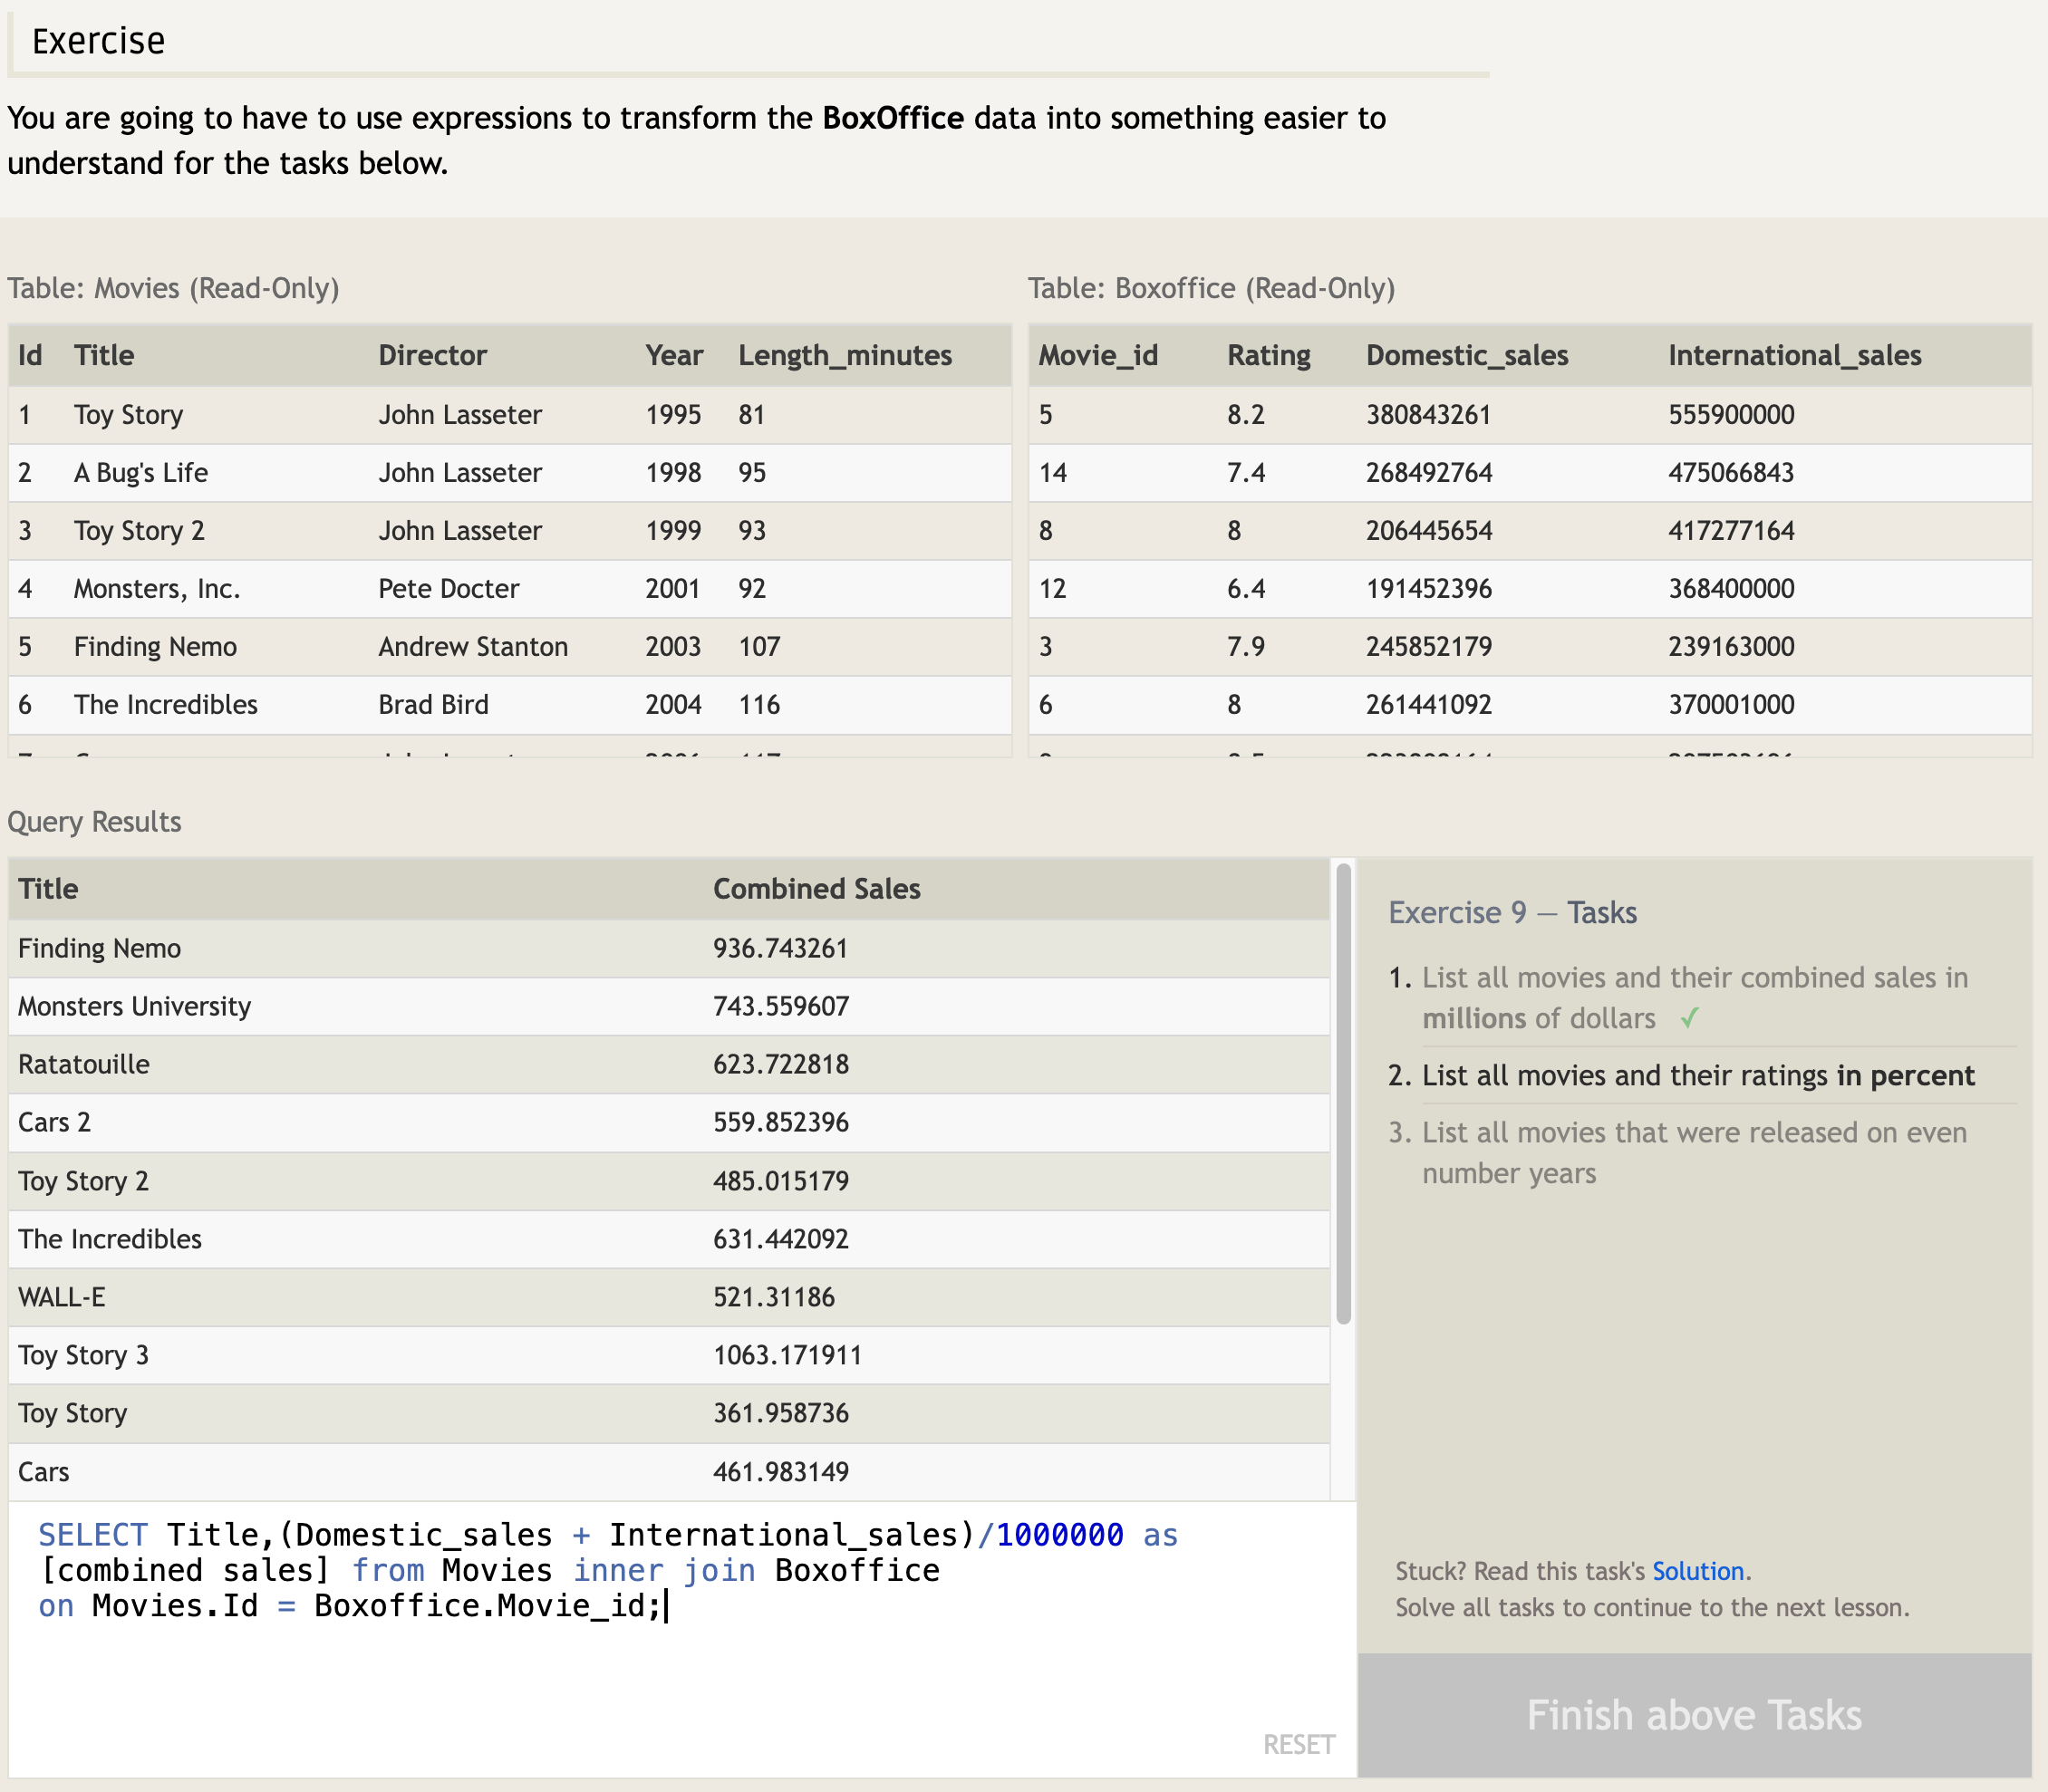 Exercise
You are going to have to use expressions to transform the BoxOffice data into something easier to
understand for the tasks below.
Table: Movies (Read-Only)
Id Title Director Year Length_minutes
1 Toy Story John Lasseter 1995 81
2 A Bug's Life John Lasseter 1998 95
3 Toy Story 2 John Lasseter 1999 93
4 Monsters, Inc. Pete Docter 2001 92
5 Finding Nemo Andrew Stanton 2003 107
6 The Incredibles Brad Bird 2004 116
Table: Boxoffice (Read-Only)
Movie_id Rating Domestic_sales International_sales
5 8.2 380843261 555900000
14 7.4 268492764 475066843
8 8 206445654 417277164
12 6.4 191452396 368400000
3 7.9 245852179 239163000
6 8 261441092 370001000
Query Results
Title Combined Sales
Finding Nemo 936.743261
Monsters University 743.559607
Ratatouille 623.722818
Cars 2 559.852396
Toy Story 2 485.015179
The Incredibles 631.442092
WALL-E 521.31186
Toy Story 3 1063.171911
Toy Story 361.958736
Cars 461.983149
SELECT Title,(Domestic_sales + International_sales)/1000000 as
[combined sales] from Movies inner join Boxoffice
on Movies.Id = Boxoffice.Movie_id;
RESET
Exercise 9 — Tasks
1. List all movies and their combined sales in
millions of dollars ✓
2. List all movies and their ratings in percent
3. List all movies that were released on even
number years
Stuck? Read this task's Solution.
Solve all tasks to continue to the next lesson.
Finish above Tasks